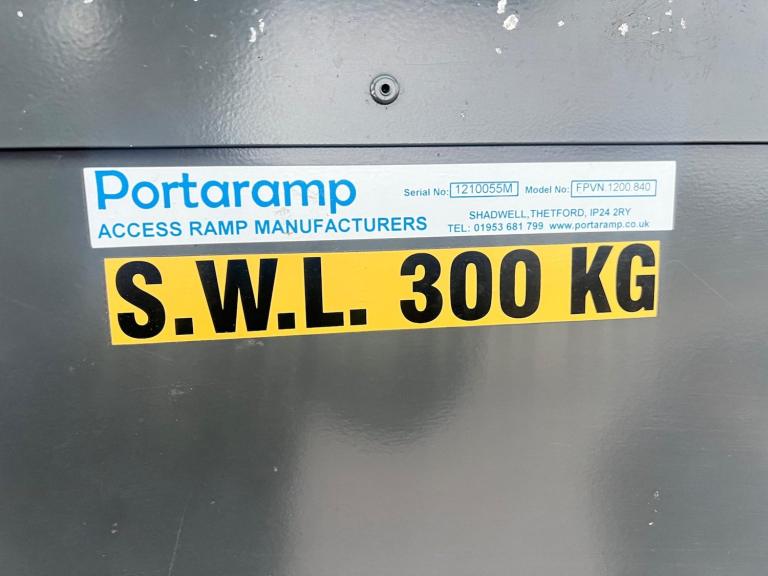 Portaramp
ACCESS RAMP MANUFACTURERS
Serial No: 1210055M Model No: FPVN 1200 840
SHADWELL,THETFORD, IP24 2RY
TEL: 01953 681 799 www.portaramp.co.uk
S.W.L. 300 KG